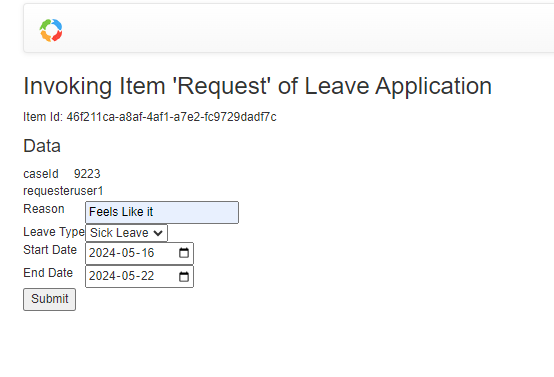 Invoking Item 'Request' of Leave Application
Item Id: 46f211ca-a8af-4af1-a7e2-fc9729dadf7c
Data
caseId 9223
requesteruser1
Reason Feels Like it
Leave Type Sick Leave
Start Date 2024-05-16
End Date 2024-05-22
Submit